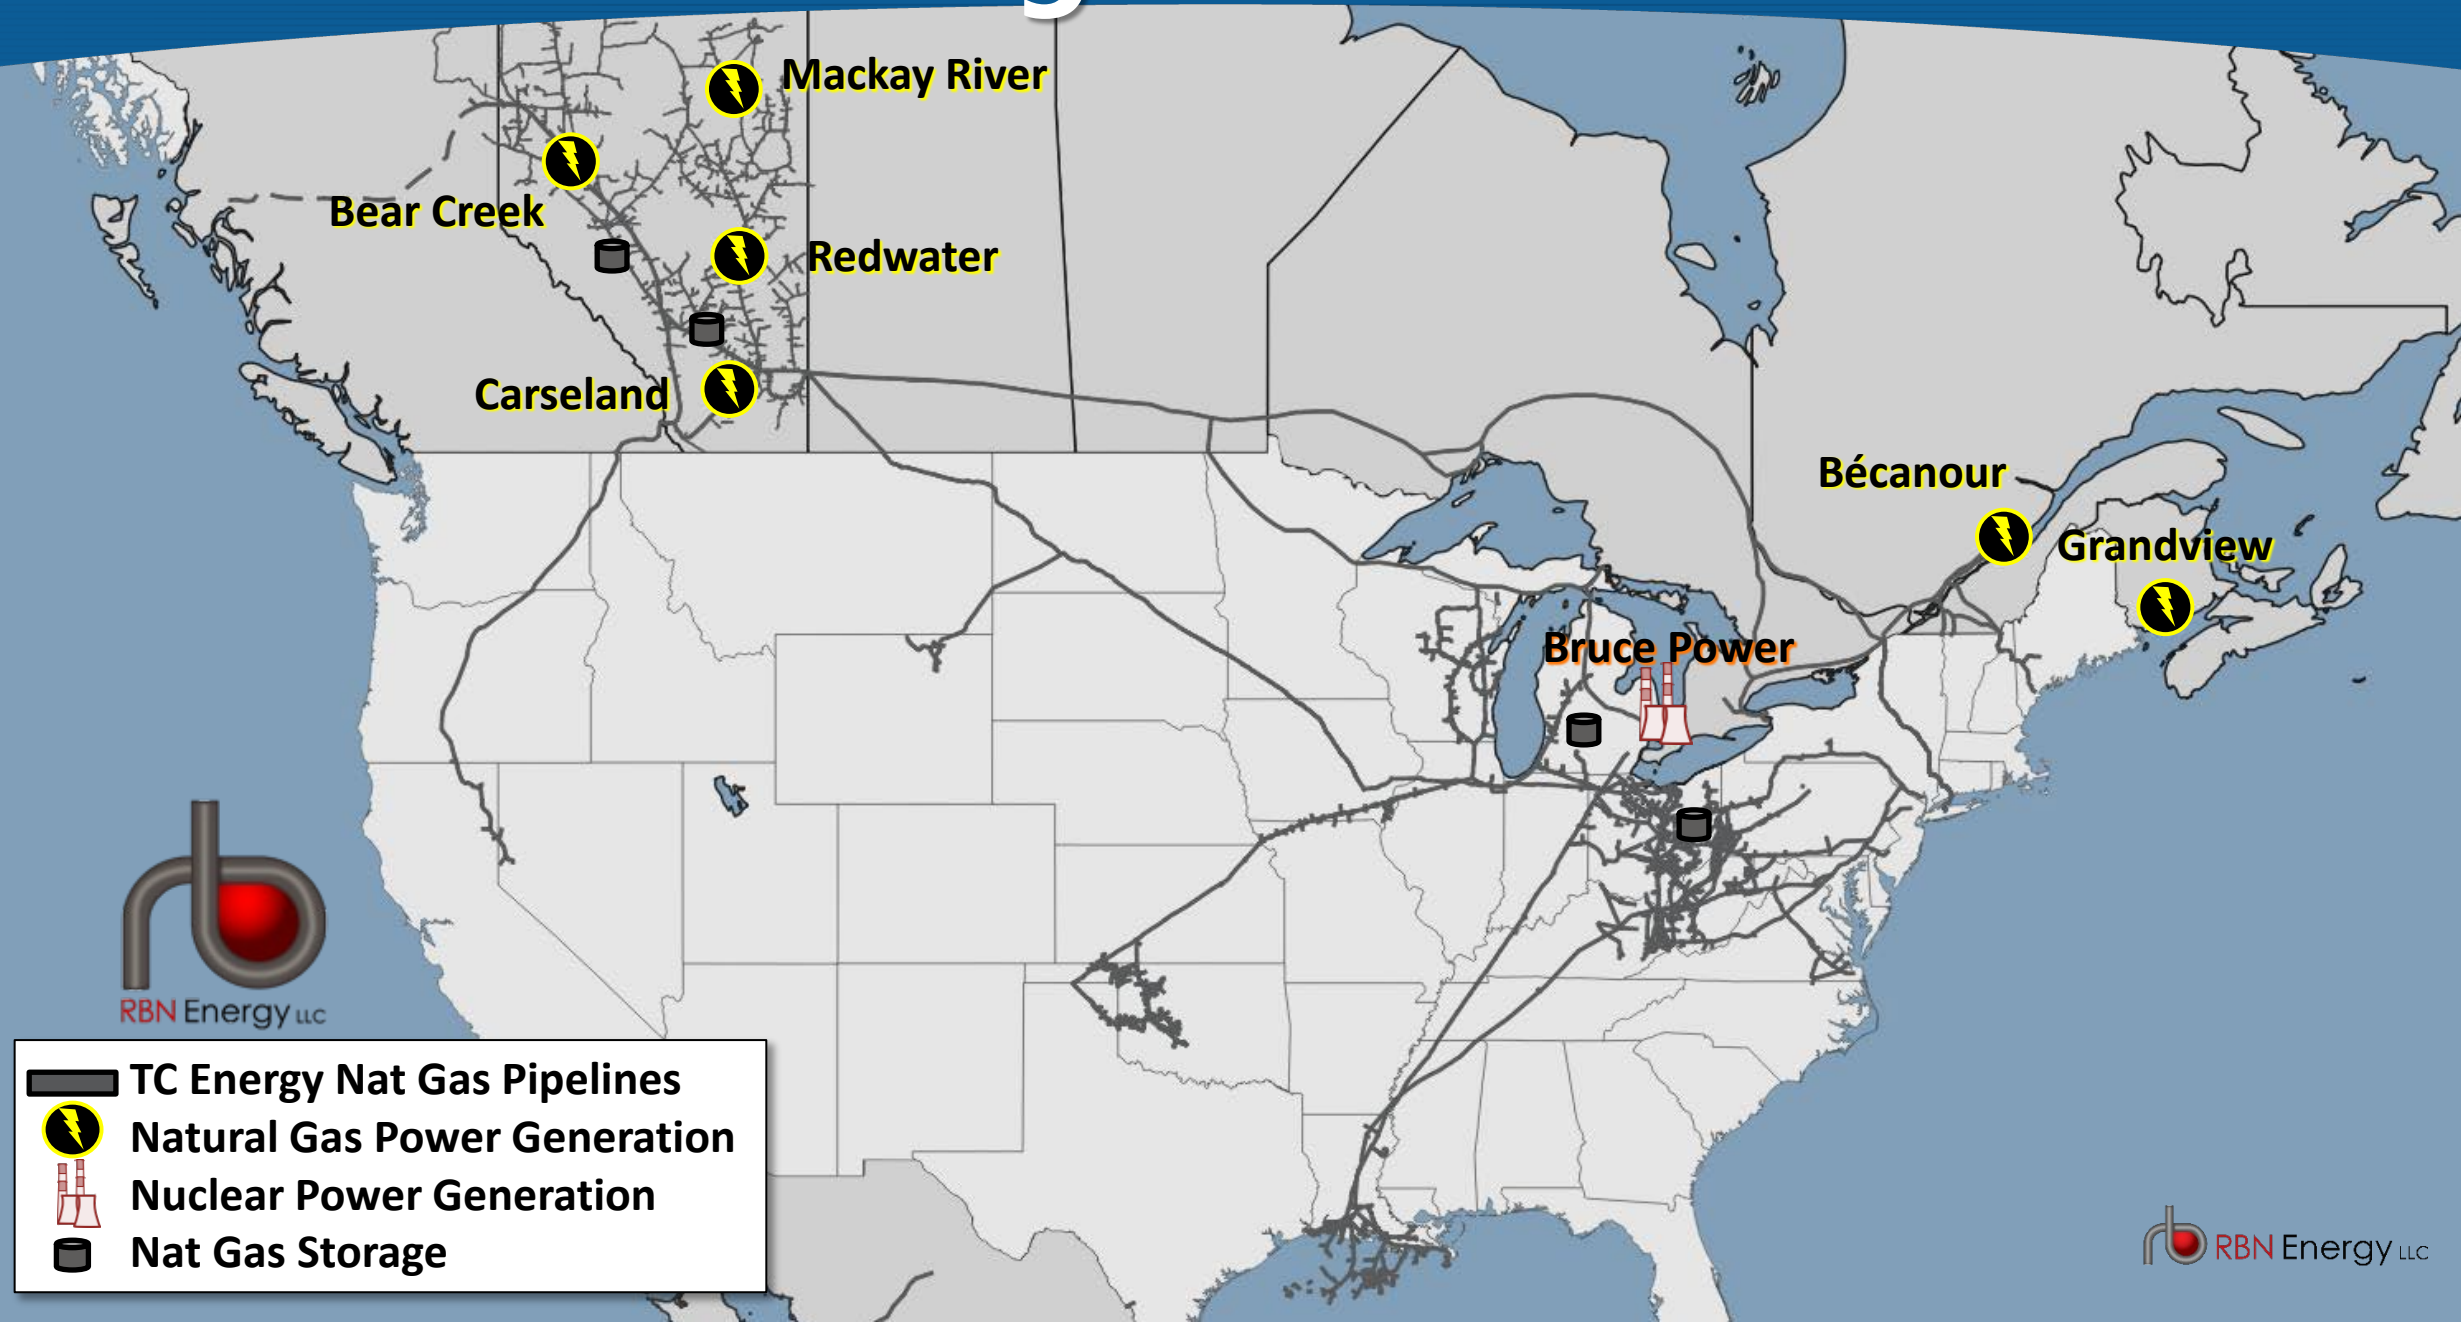 Mackay River
Bear Creek
Redwater
Carseland
Bécanour
Grandview
Bruce Power
RBN Energy LLC
TC Energy Nat Gas Pipelines
Natural Gas Power Generation
Nuclear Power Generation
Nat Gas Storage
RBN Energy LLC